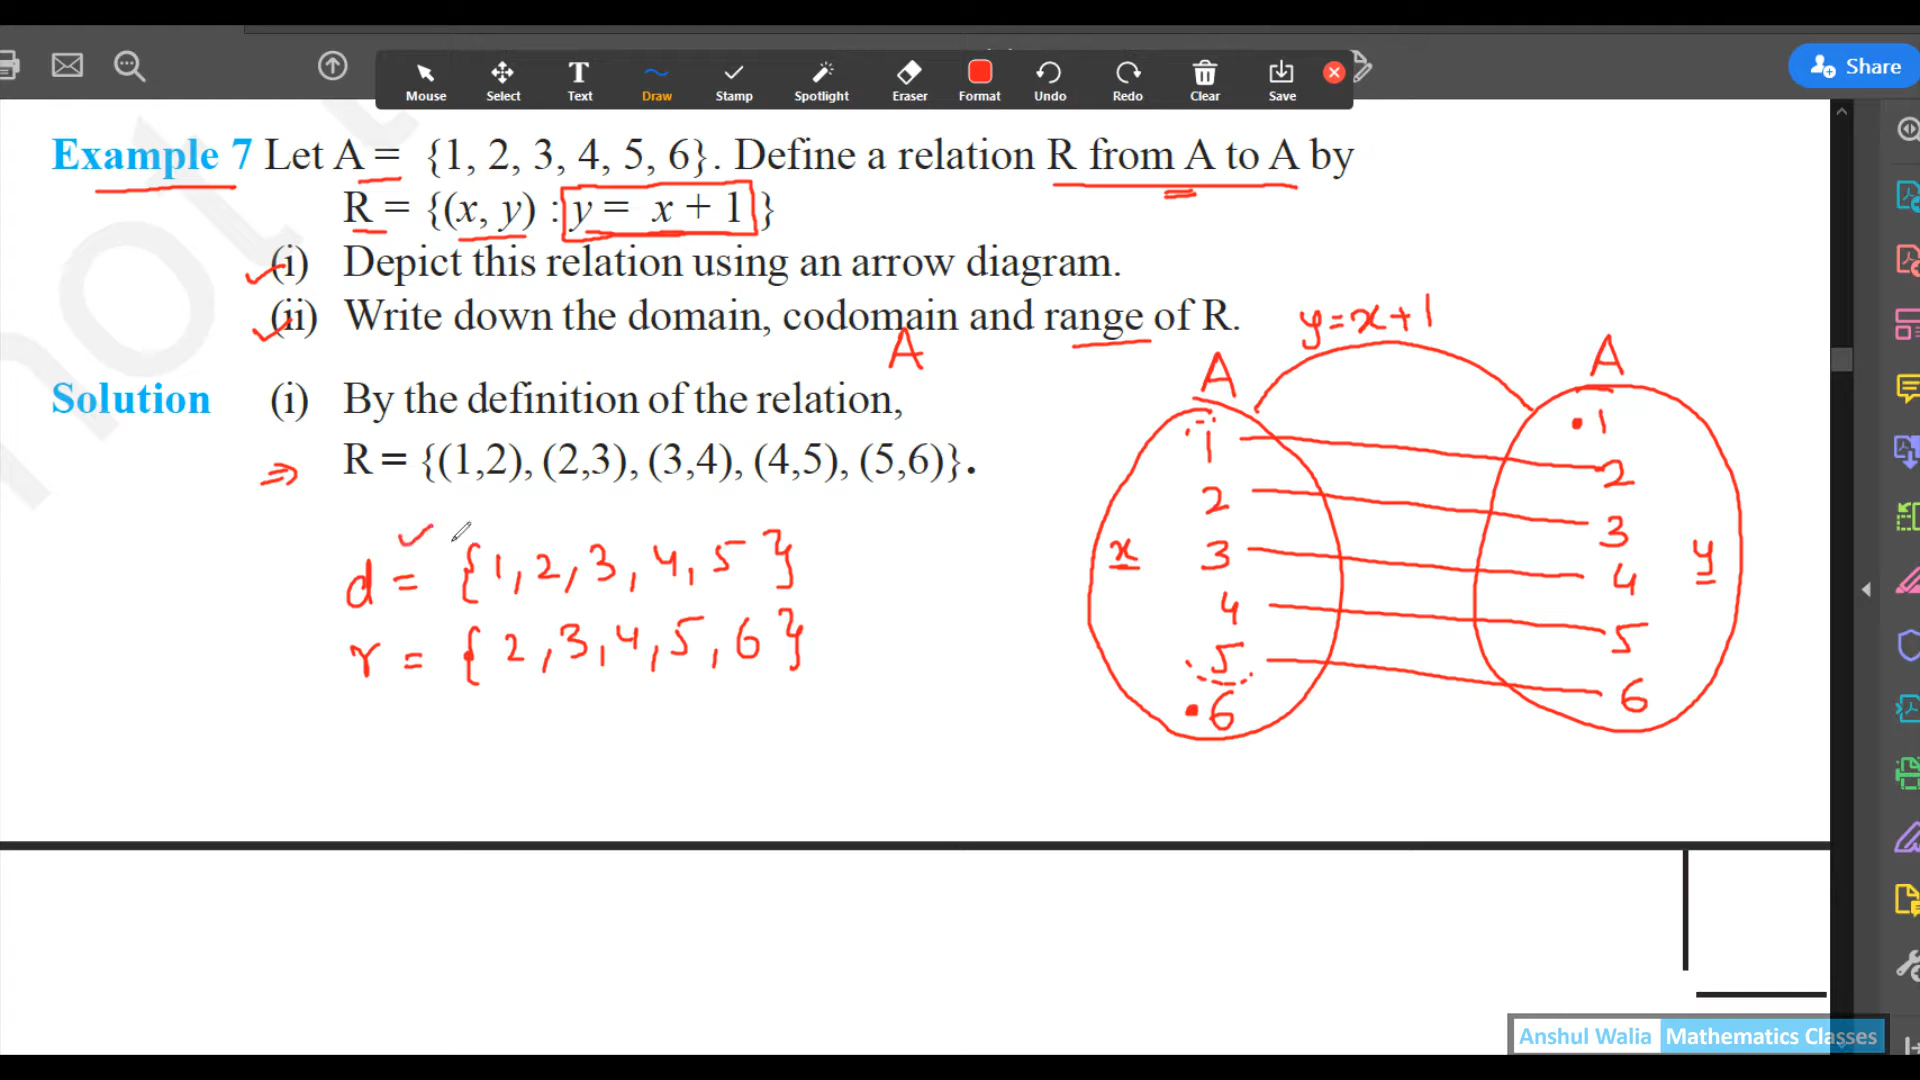 Mouse Select Text Draw Stamp Spotlight Eraser Format Undo Redo Clear Save
Share
Example 7 Let A = {1, 2, 3, 4, 5, 6}. Define a relation R from A to A by
R = {(x, y) : y = x + 1 }
(i) Depict this relation using an arrow diagram.
(ii) Write down the domain, codomain and range of R.
A
y=x+1
A
A
Solution (i) By the definition of the relation,
R = {(1,2), (2,3), (3,4), (4,5), (5,6)}.
d = {1, 2, 3, 4, 5}
r = {2, 3, 4, 5, 6}
x
1
2
3
4
5
6
1
2
3
4
5
6
y
Anshul Walia Mathematics Classes